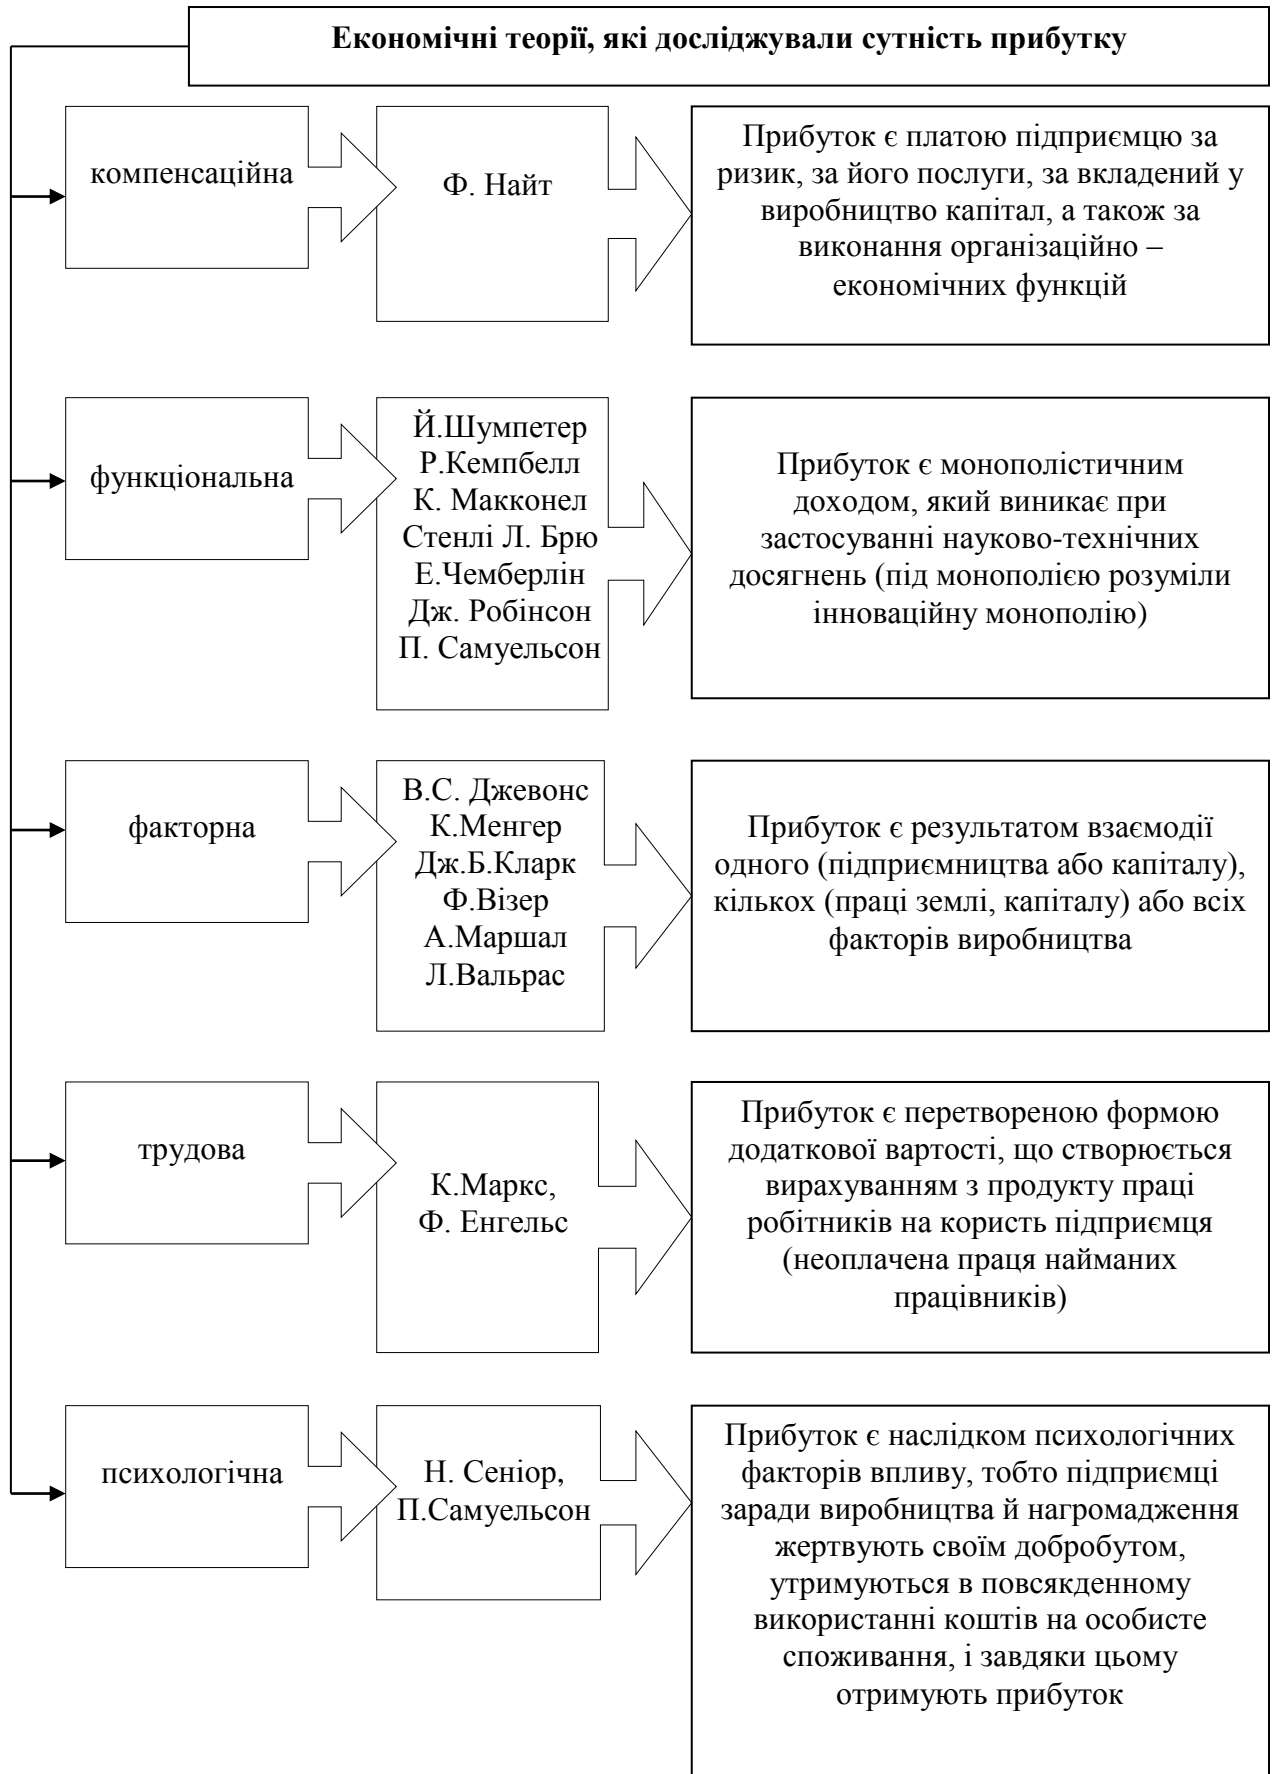 Економічні теорії, які досліджували сутність прибутку
компенсаційна
Ф. Найт
Прибуток є платою підприємцю за
ризик, за його послуги, за вкладений у
виробництво капітал, а також за
виконання організаційно –
економічних функцій
функціональна
Й.Шумпетер
Р.Кемпбелл
К. Макконел
Стенлі Л. Брю
Е.Чемберлін
Дж. Робінсон
П. Самуельсон
Прибуток є монополістичним
доходом, який виникає при
застосуванні науково-технічних
досягнень (під монополією розуміли
інноваційну монополію)
факторна
В.С. Джевонс
К.Менгер
Дж.Б.Кларк
Ф.Візер
А.Маршал
Л.Вальрас
Прибуток є результатом взаємодії
одного (підприємництва або капіталу),
кількох (праці землі, капіталу) або всіх
факторів виробництва
трудова
К.Маркс,
Ф. Енгельс
Прибуток є перетвореною формою
додаткової вартості, що створюється
вирахуванням з продукту праці
робітників на користь підприємця
(неоплачена праця найманих
працівників)
психологічна
Н. Сеніор,
П.Самуельсон
Прибуток є наслідком психологічних
факторів впливу, тобто підприємці
заради виробництва й нагромадження
жертвують своїм добробутом,
утримуються в повсякденному
використанні коштів на особисте
споживання, і завдяки цьому
отримують прибуток